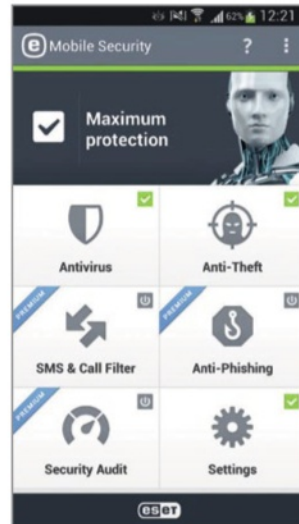 62% 12:21
e Mobile Security ?
Maximum
protection
Antivirus
Anti-Theft
PREMIUM
PREMIUM
SMS & Call Filter
Anti-Phishing
PREMIUM
Security Audit
Settings
eset